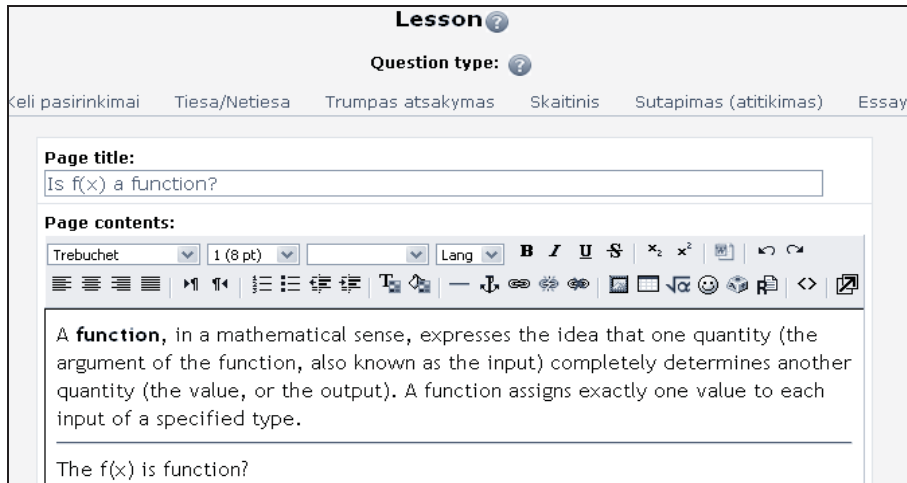 Lesson
Question type:
Keli pasirinkimai Tiesa/Netiesa Trumpas atsakymas Skaitinis Sutapimas (atitikimas) Essay
Page title:
Is f(x) a function?
Page contents:
Trebuchet 1 (8 pt) Lang B I U S x₂ x²
A function, in a mathematical sense, expresses the idea that one quantity (the
argument of the function, also known as the input) completely determines another
quantity (the value, or the output). A function assigns exactly one value to each
input of a specified type.
The f(x) is function?